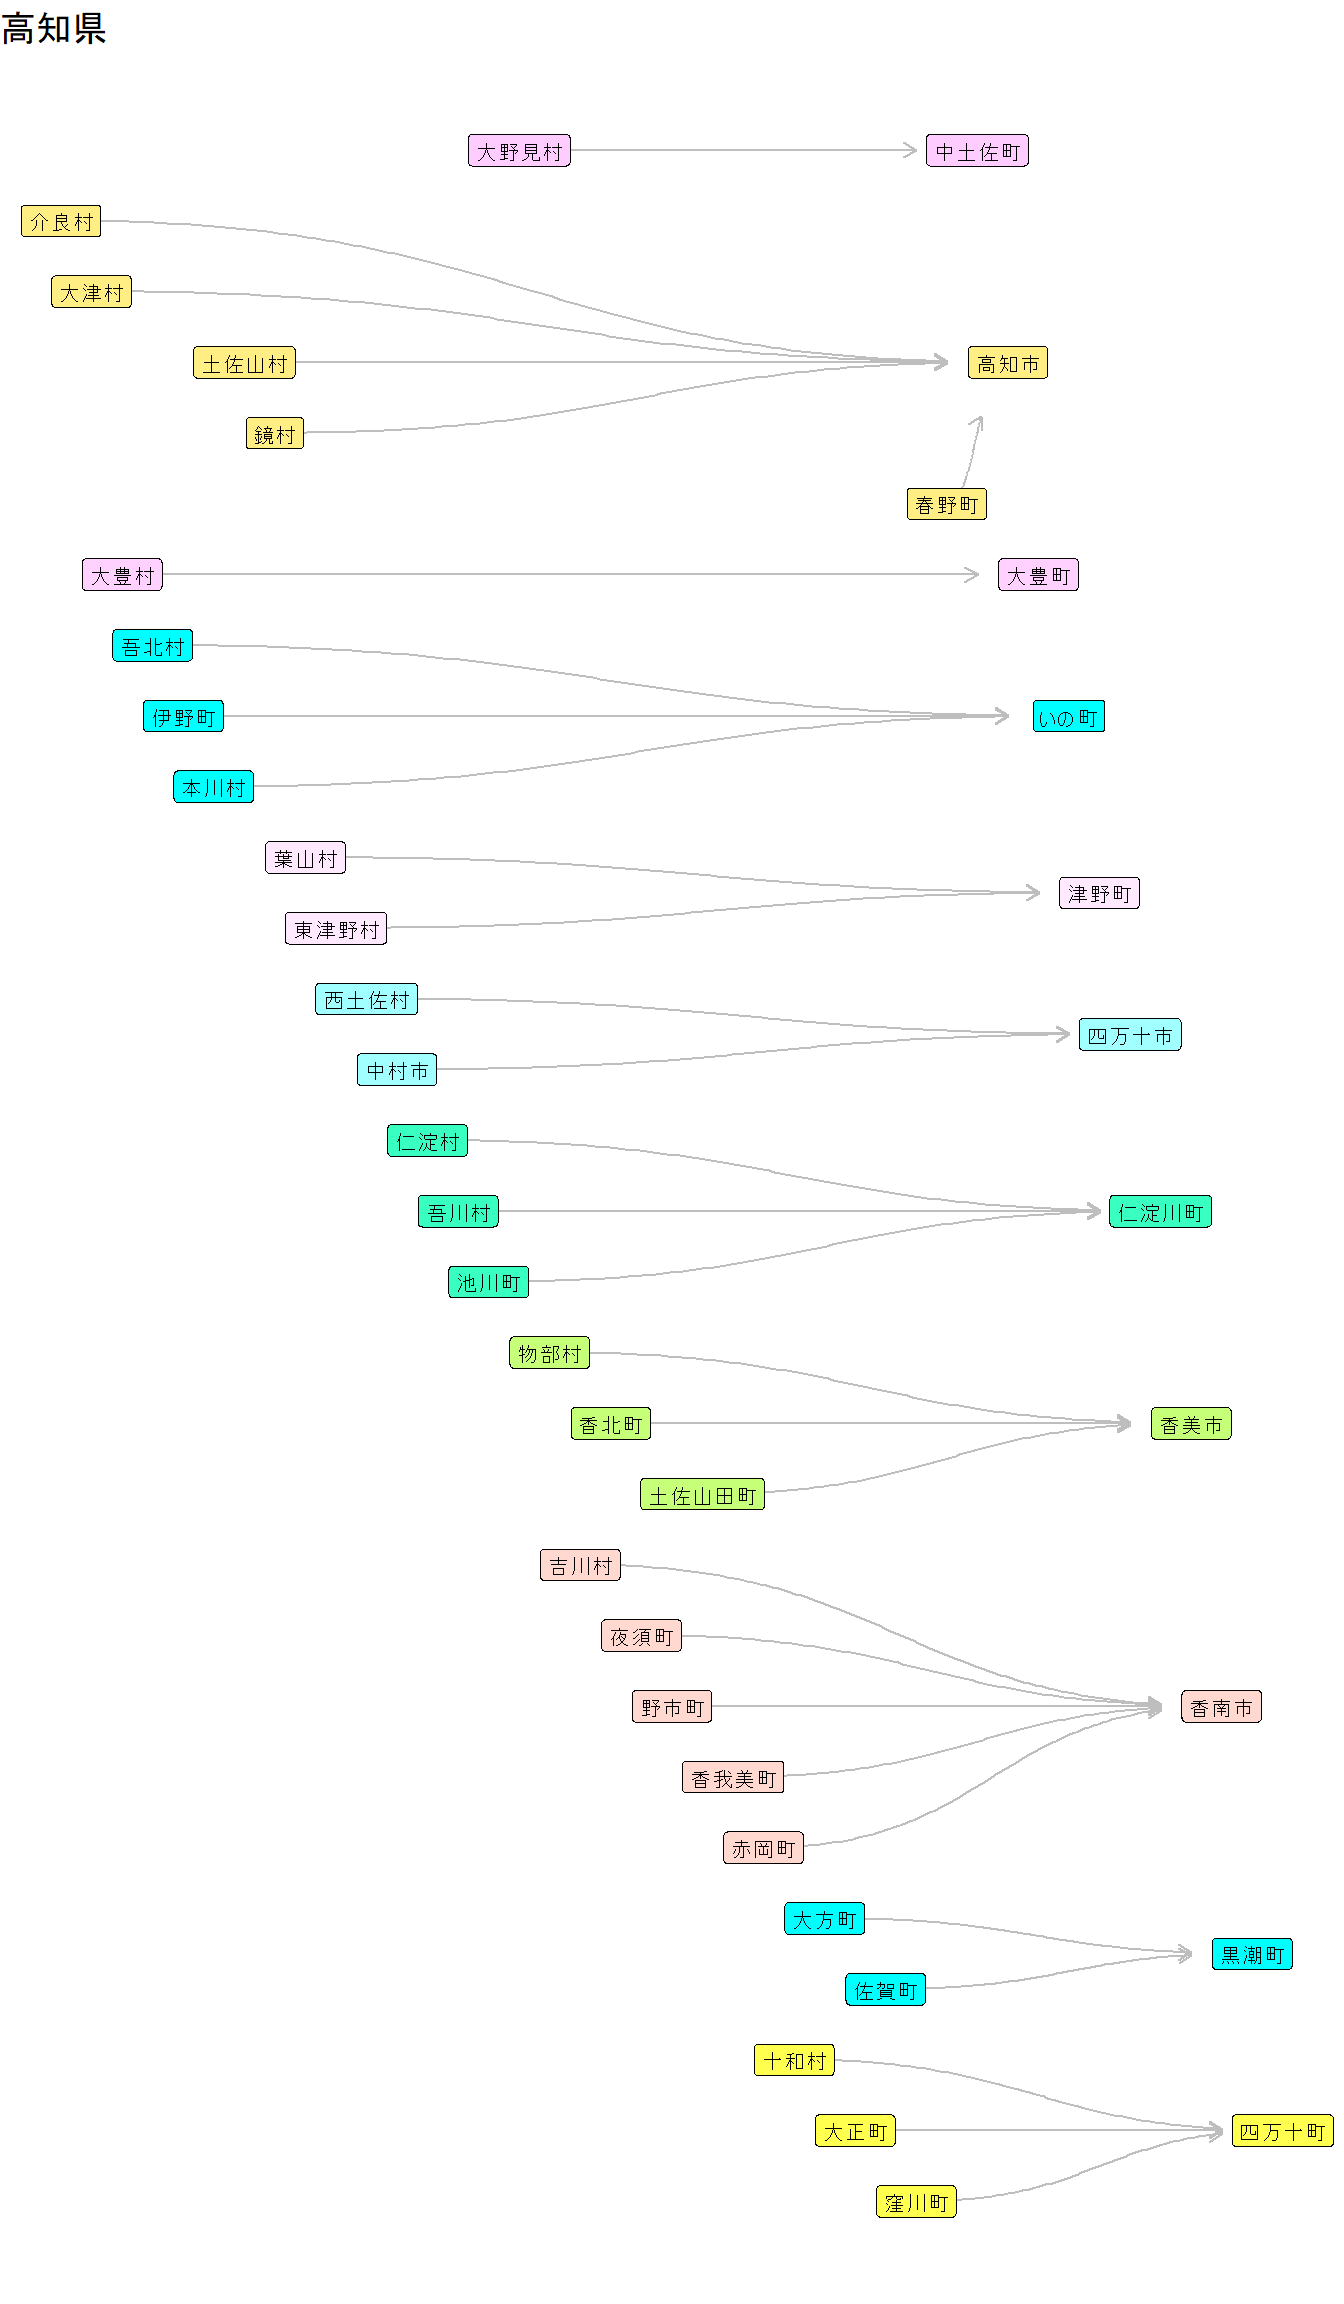 高知県
大野見村
中土佐町
介良村
大津村
土佐山村
高知市
鏡村
春野町
大豊村
大豊町
吾北村
伊野町
いの町
本川村
葉山村
津野町
東津野村
西土佐村
四万十市
中村市
仁淀村
吾川村
仁淀川町
池川町
物部村
香北町
香美市
土佐山田町
吉川村
夜須町
野市町
香南市
香我美町
赤岡町
大方町
黒潮町
佐賀町
十和村
大正町
四万十町
窪川町